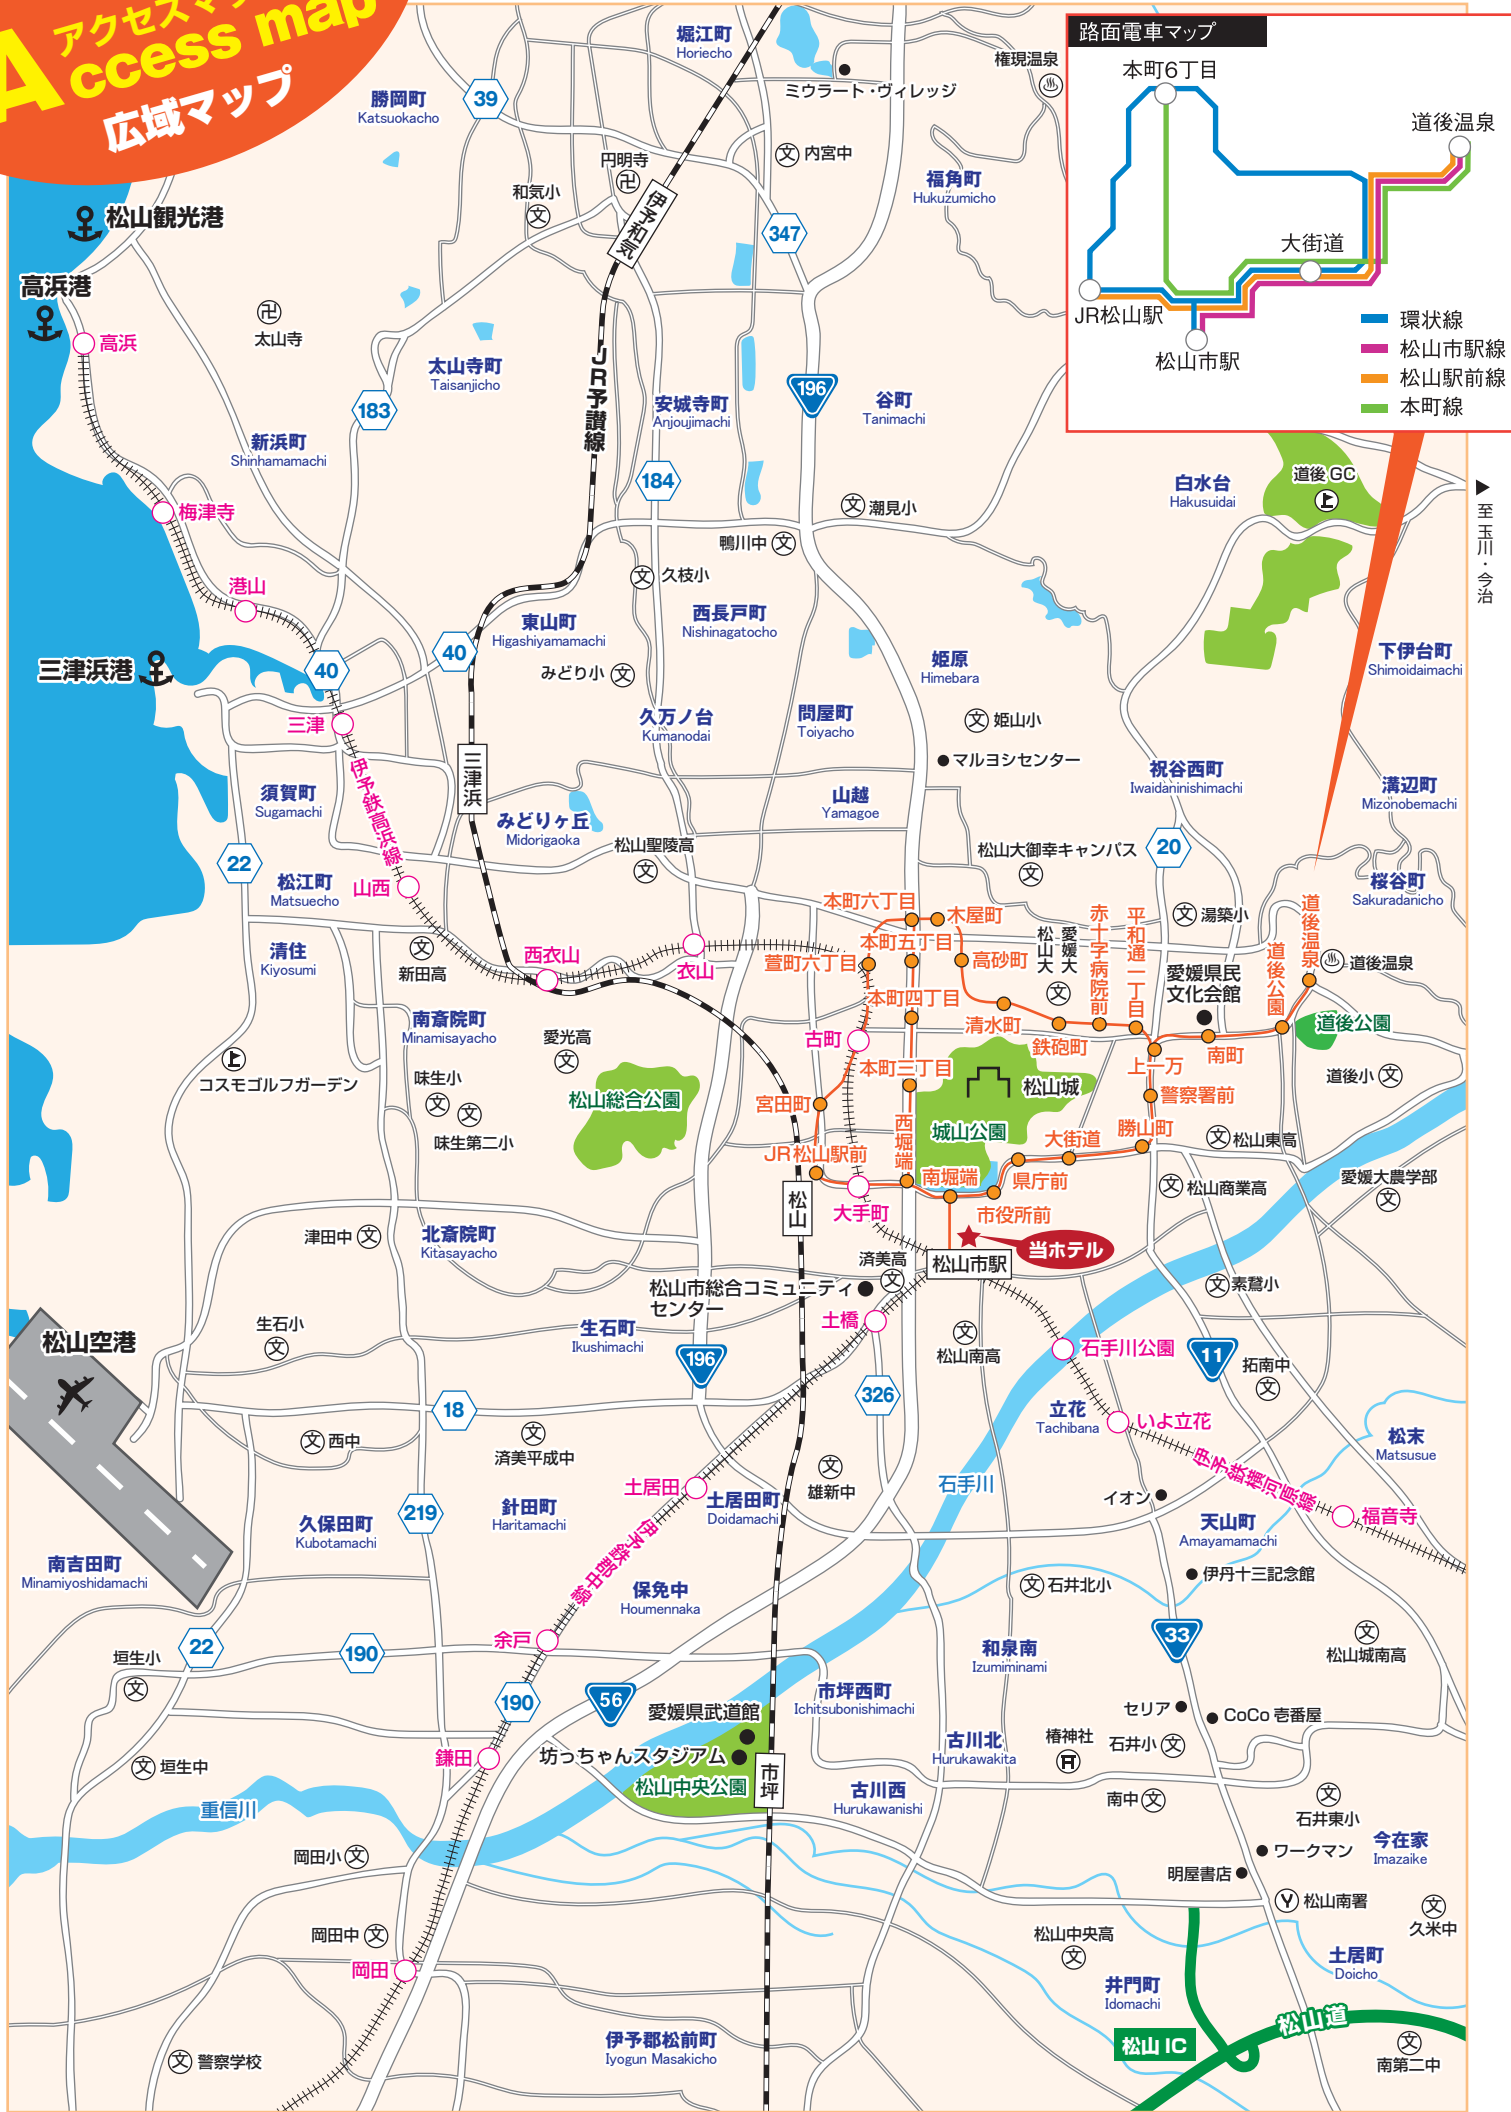 アクセスマップ
Access map
広域マップ
路面電車マップ
本町6丁目
道後温泉
大街道
JR松山駅
松山市駅
環状線
松山市駅線
松山駅前線
本町線
堀江町
Horiecho
権現温泉
ミウラート・ヴィレッジ
勝岡町
Katsuokacho
39
内宮中
円明寺
和気小
伊予和気
福角町
Hukuzumicho
347
松山観光港
高浜港
高浜
太山寺
太山寺町
Taisanjicho
JR予讃線
安城寺町
Anjoujimachi
196
谷町
Tanimachi
183
新浜町
Shinhamamachi
184
白水台
Hakusuidai
道後 GC
至 玉川・今治
梅津寺
潮見小
鴨川中
久枝小
港山
東山町
Higashiyamamachi
西長戸町
Nishinagatocho
三津浜港
40
40
みどり小
姫原
Himebara
下伊台町
Shimoidaimachi
三津
久万ノ台
Kumanodai
問屋町
Toiyacho
姫山小
マルヨシセンター
三津浜
伊予鉄高浜線
須賀町
Sugamachi
山越
Yamagoe
祝谷西町
Iwaidaninishimachi
溝辺町
Mizonobemachi
みどりヶ丘
Midorigaoka
松山聖陵高
松山大御幸キャンパス
20
22
松江町
Matsuecho
山西
桜谷町
Sakuradanicho
本町六丁目
木屋町
湯築小
道後温泉
道後温泉
清住
Kiyosumi
新田高
西衣山
衣山
本町五丁目
萱町六丁目
高砂町
松山大
愛媛大
赤十字病院前
平和通一丁目
愛媛県民
文化会館
道後公園
道後公園
本町四丁目
清水町
鉄砲町
上一万
南町
南斎院町
Minamisayacho
愛光高
古町
本町三丁目
コスモゴルフガーデン
味生小
味生第二小
松山総合公園
宮田町
松山城
城山公園
警察署前
道後小
JR松山駅前
西堀端
大街道
勝山町
松山東高
南堀端
県庁前
松山商業高
愛媛大農学部
松山
大手町
市役所前
津田中
北斎院町
Kitasayacho
当ホテル
松山市駅
済美高
松山市総合コミュニティ
センター
素鵞小
生石小
松山空港
生石町
Ikushimachi
土橋
松山南高
石手川公園
11
拓南中
196
326
18
立花
Tachibana
いよ立花
松末
Matsusue
西中
済美平成中
伊予鉄横河原線
土居田
雄新中
石手川
イオン
福音寺
219
針田町
Haritamachi
土居田町
Doidamachi
天山町
Amayamamachi
久保田町
Kubotamachi
伊予鉄郡中線
南吉田町
Minamiyoshidamachi
保免中
Houmennaka
石井北小
伊丹十三記念館
余戸
22
190
垣生小
和泉南
Izumiminami
33
松山城南高
190
56
愛媛県武道館
市坪西町
Ichitsubonishimachi
セリア
CoCo 壱番屋
鎌田
坊っちゃんスタジアム
古川北
Hurukawakita
椿神社
石井小
垣生中
松山中央公園
市坪
古川西
Hurukawanishi
南中
石井東小
重信川
ワークマン
今在家
Imazaike
岡田小
明屋書店
松山南署
久米中
岡田中
松山中央高
土居町
Doicho
岡田
井門町
Idomachi
松山道
松山 IC
伊予郡松前町
Iyogun Masakicho
警察学校
南第二中